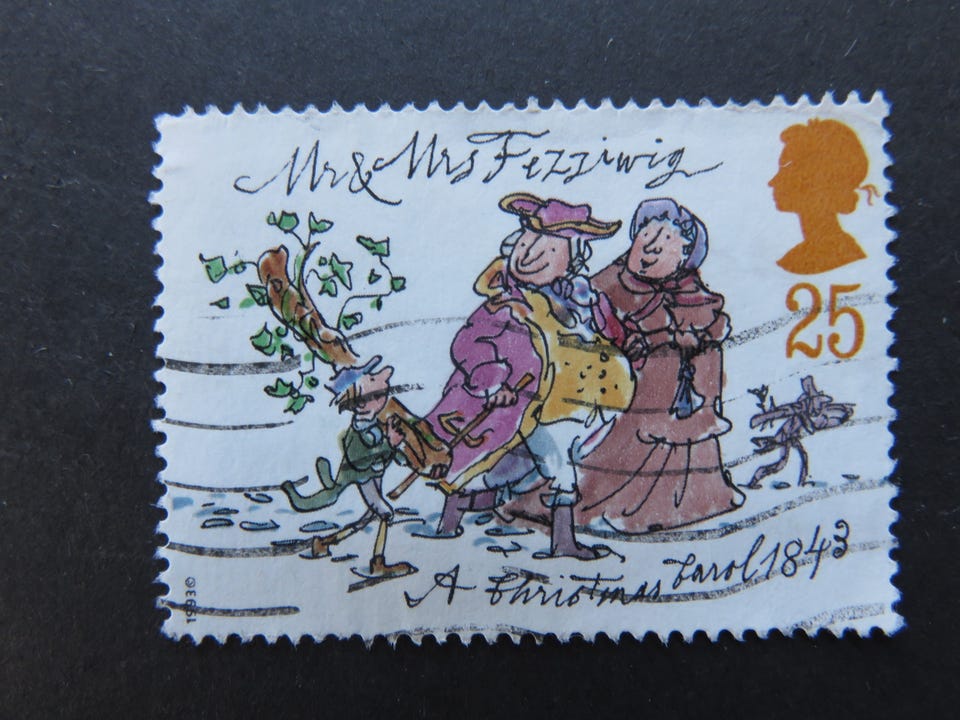 Mr & Mrs Fezziwig
25
A Christmas Carol 1843
1993©